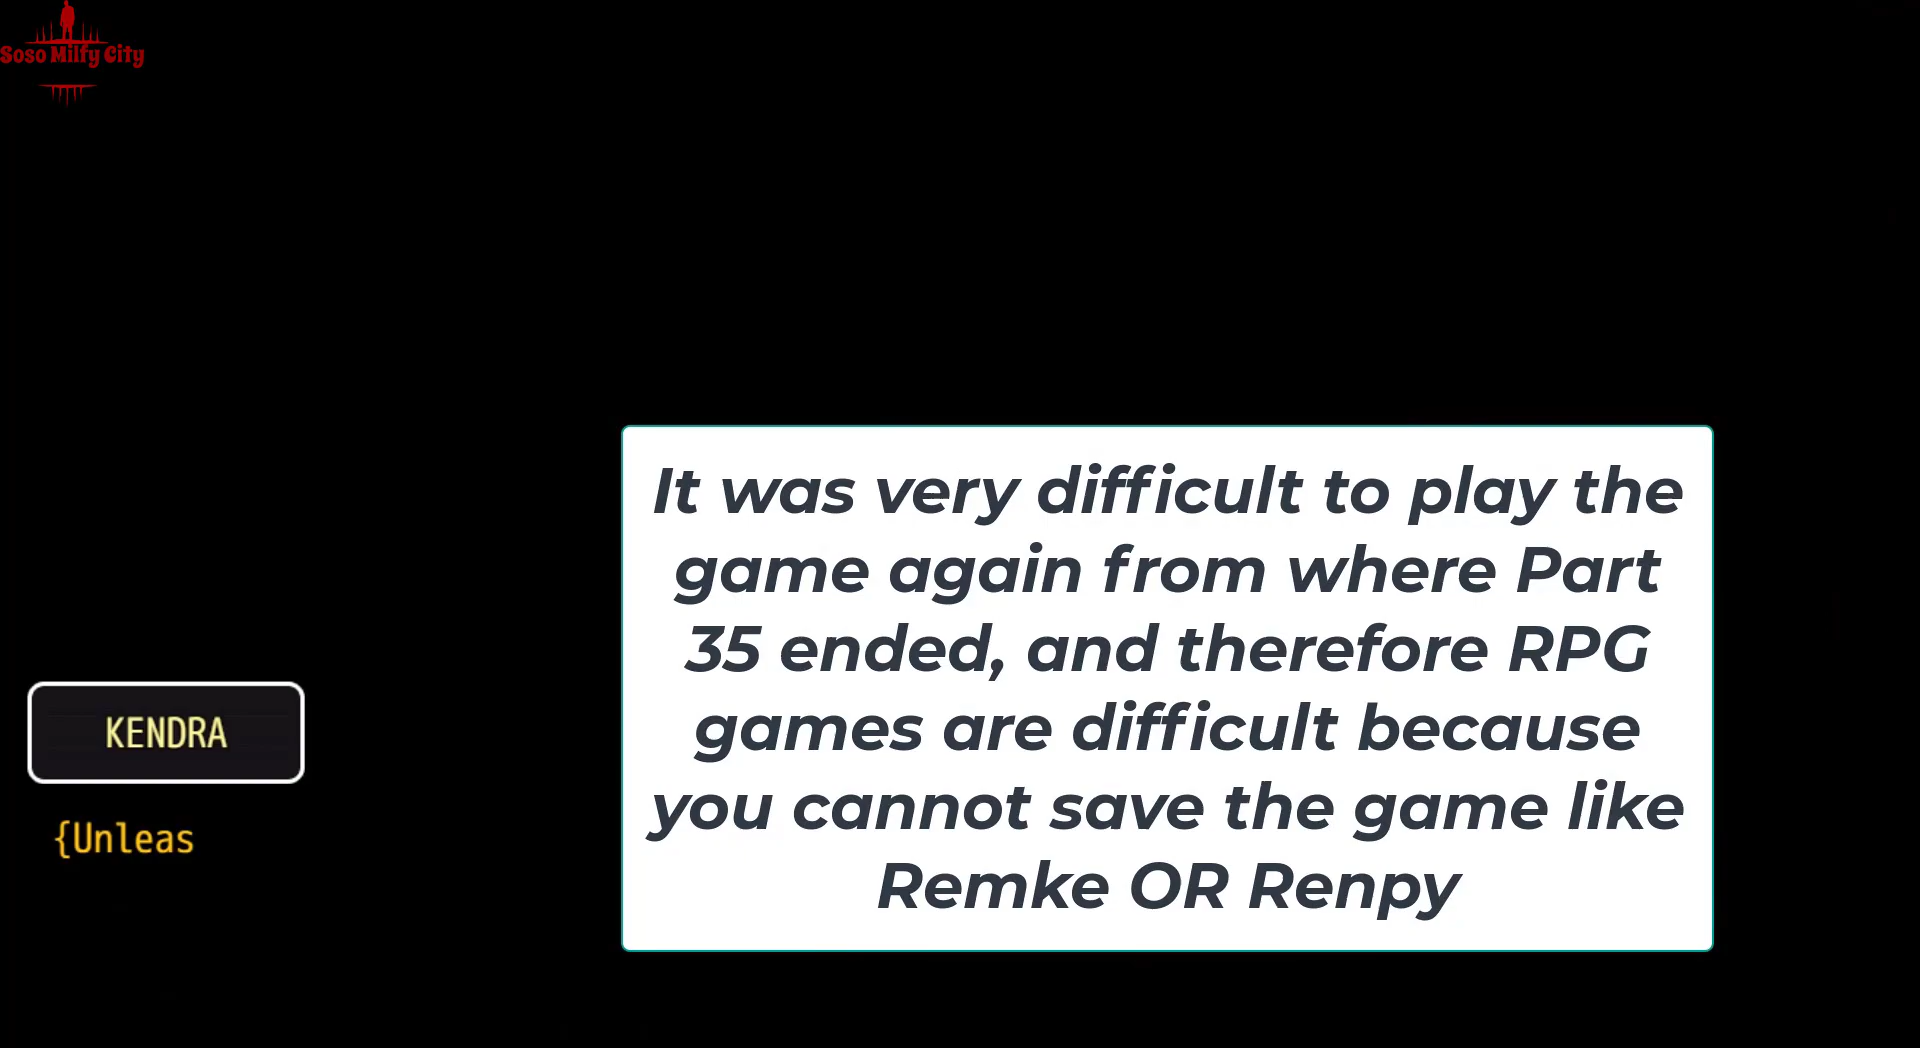 Soso Milfy City
It was very difficult to play the
game again from where Part
35 ended, and therefore RPG
games are difficult because
you cannot save the game like
Remke OR Renpy
KENDRA
{Unleas